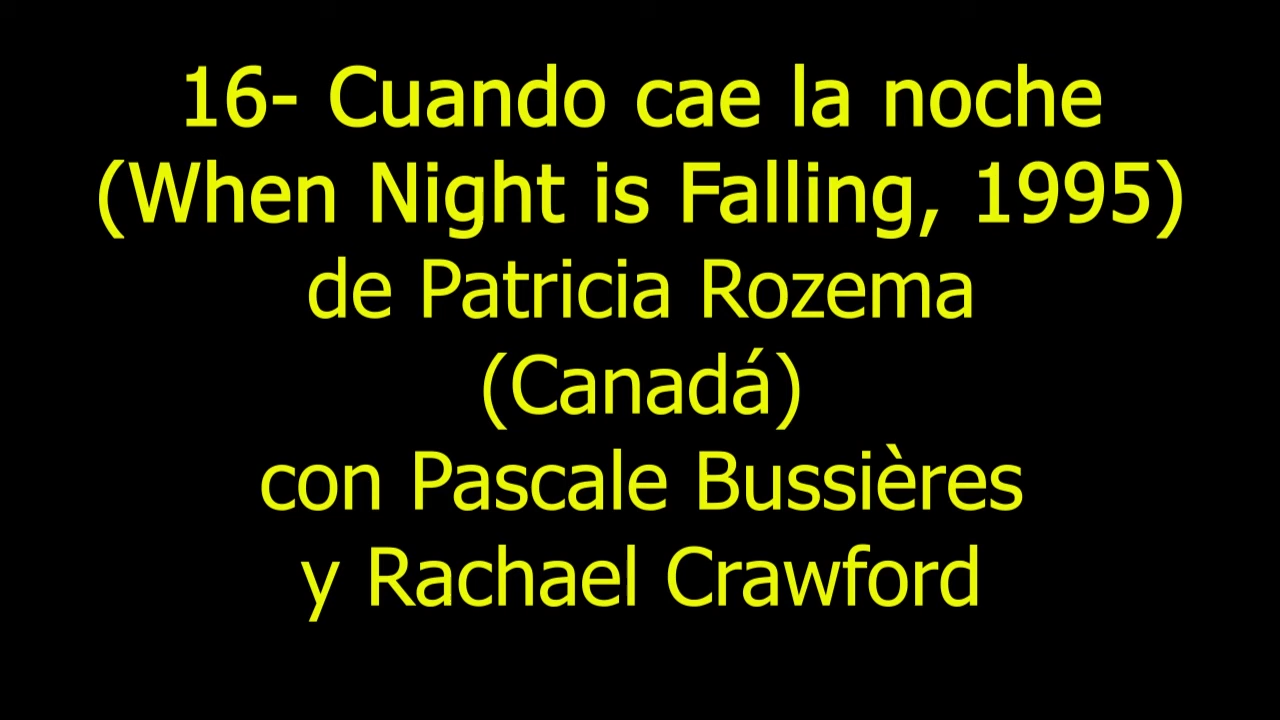 16- Cuando cae la noche
(When Night is Falling, 1995)
de Patricia Rozema
(Canadá)
con Pascale Bussières
y Rachael Crawford